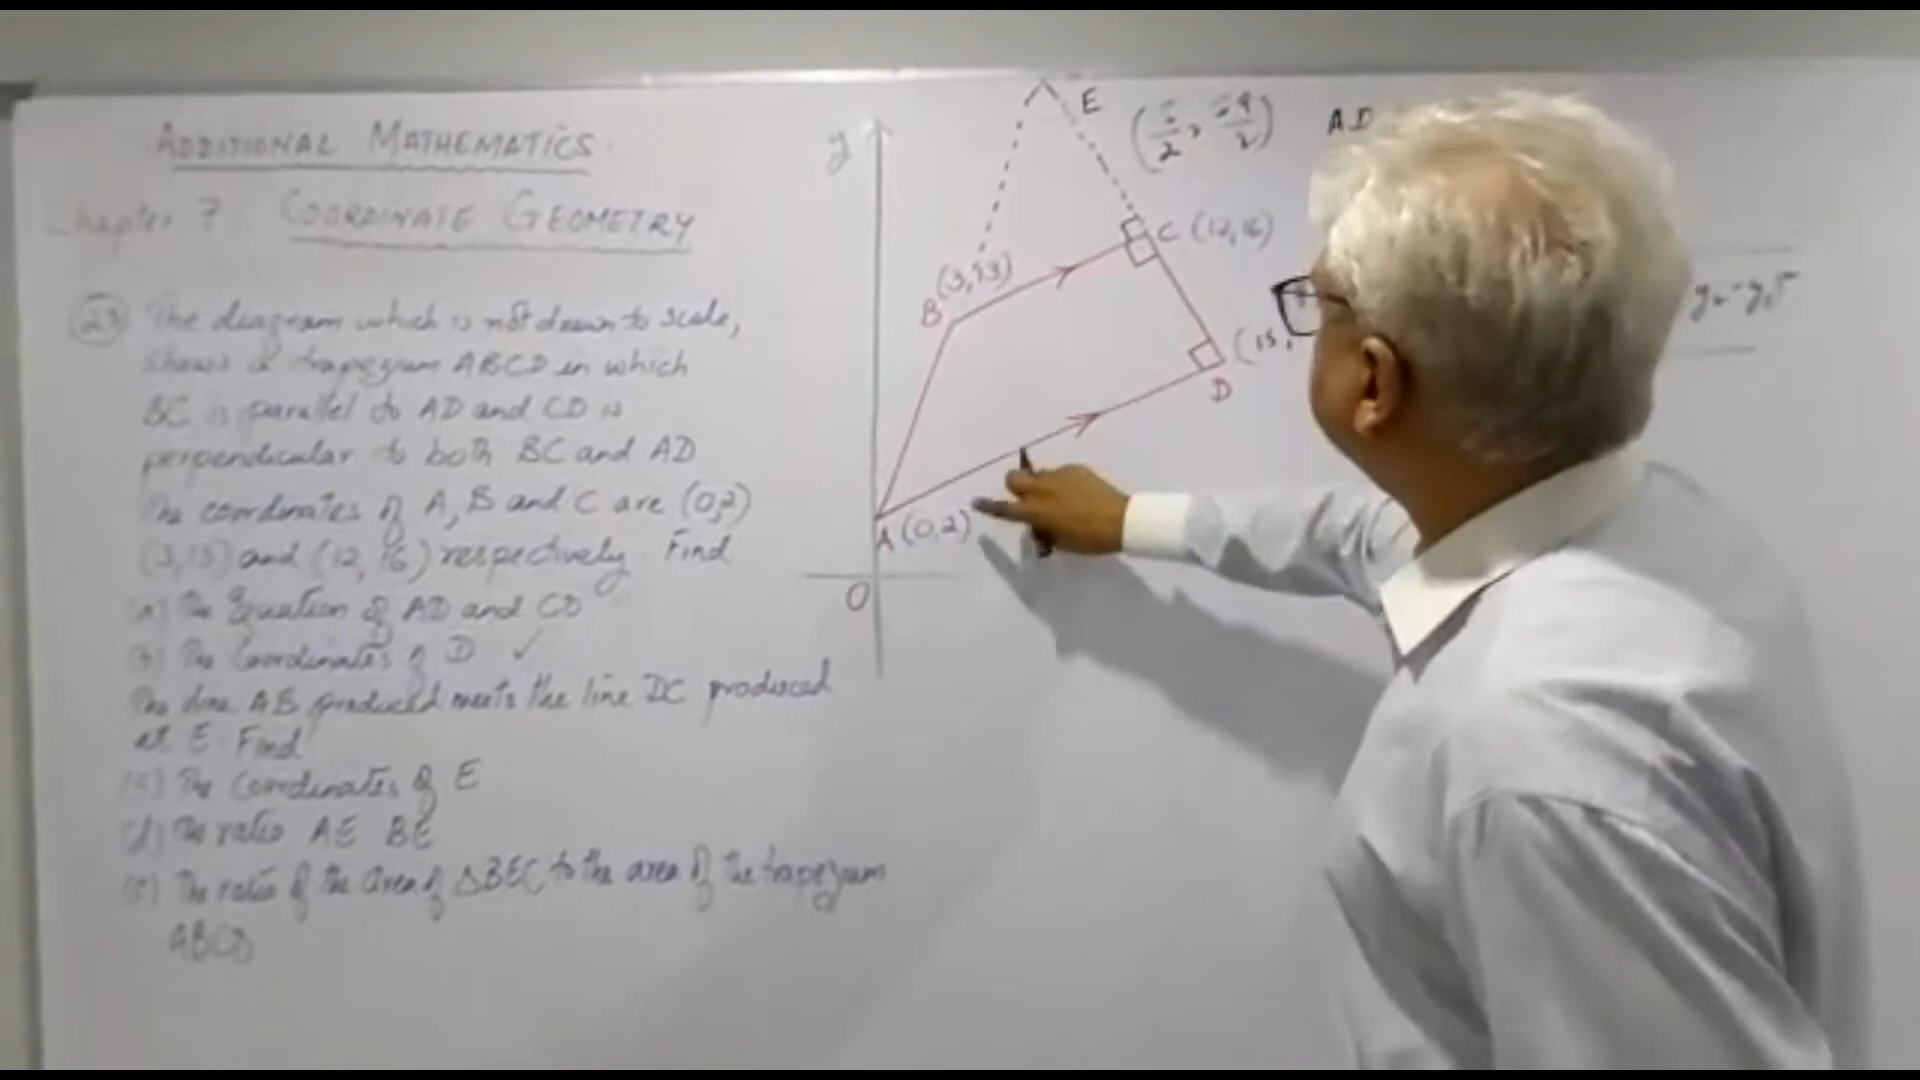 ADDITIONAL MATHEMATICS
Chapter 7 COORDINATE GEOMETRY
23 The diagram which is not drawn to scale,
shows a trapezium ABCD in which
BC is parallel to AD and CD is
perpendicular to both BC and AD
The coordinates of A, B and C are (0,2)
(3,13) and (12,16) respectively. Find
(a) The Equation of AD and CD
(b) The Coordinates of D ✓
The line AB produced meets the line DC produced
at E. Find
(c) The Coordinates of E
(d) The ratio AE BE
(e) The ratio of the area of △BEC to the area of the trapezium
ABCD
y
E
AD
C (12,16)
B (3,13)
(15,
D
A (0,2)
O